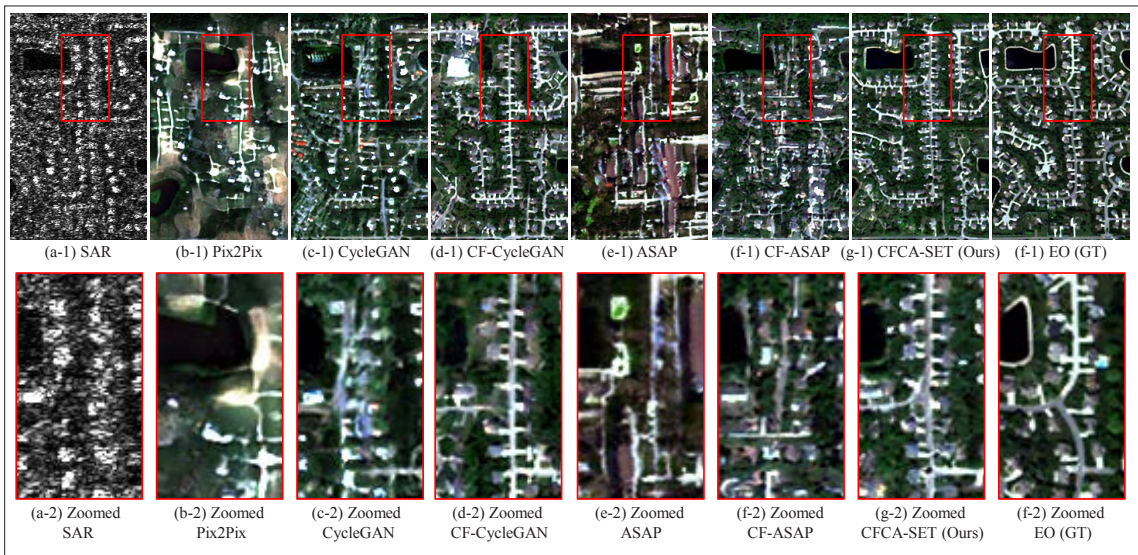 (a-1) SAR
(b-1) Pix2Pix
(c-1) CycleGAN
(d-1) CF-CycleGAN
(e-1) ASAP
(f-1) CF-ASAP
(g-1) CFCA-SET (Ours)
(f-1) EO (GT)
(a-2) Zoomed
SAR
(b-2) Zoomed
Pix2Pix
(c-2) Zoomed
CycleGAN
(d-2) Zoomed
CF-CycleGAN
(e-2) Zoomed
ASAP
(f-2) Zoomed
CF-ASAP
(g-2) Zoomed
CFCA-SET (Ours)
(f-2) Zoomed
EO (GT)